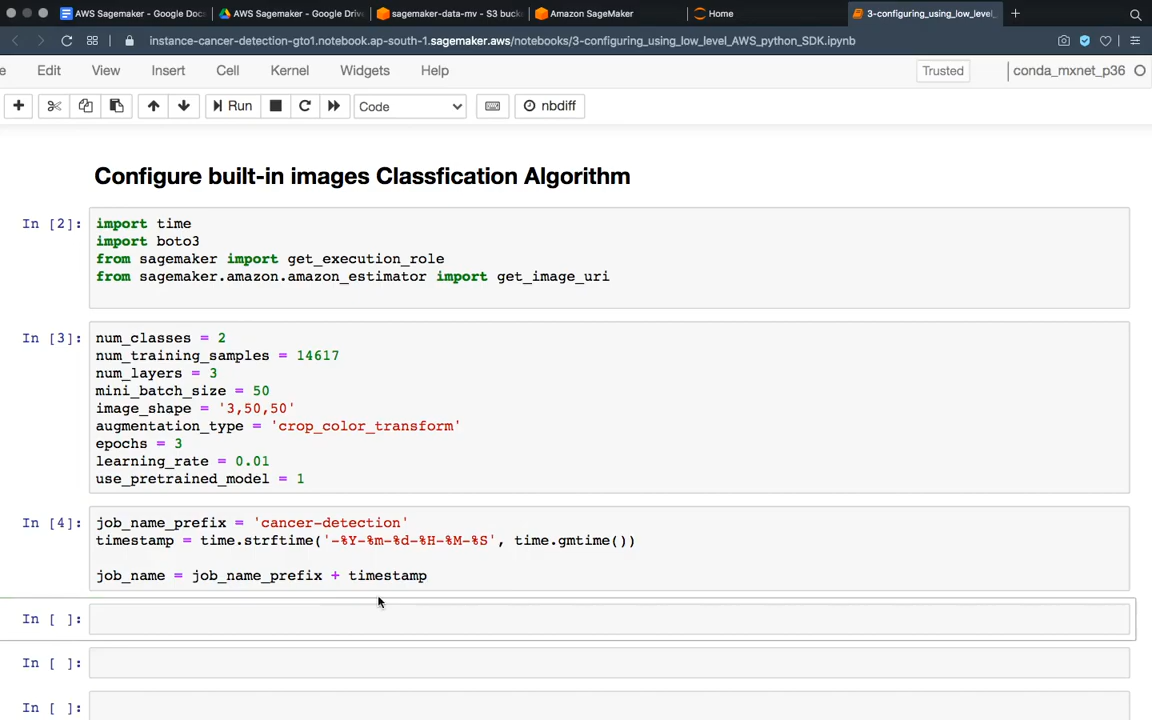 AWS Sagemaker - Google Doc
AWS Sagemaker - Google Driv
sagemaker-data-mv - S3 buck
Amazon SageMaker
Home
3-configuring_using_low_level_
instance-cancer-detection-gto1.notebook.ap-south-1.sagemaker.aws/notebooks/3-configuring_using_low_level_AWS_python_SDK.ipynb
e Edit View Insert Cell Kernel Widgets Help Trusted conda_mxnet_p36
Run Code nbdiff
Configure built-in images Classfication Algorithm
In [2]: import time
import boto3
from sagemaker import get_execution_role
from sagemaker.amazon.amazon_estimator import get_image_uri
In [3]: num_classes = 2
num_training_samples = 14617
num_layers = 3
mini_batch_size = 50
image_shape = '3,50,50'
augmentation_type = 'crop_color_transform'
epochs = 3
learning_rate = 0.01
use_pretrained_model = 1
In [4]: job_name_prefix = 'cancer-detection'
timestamp = time.strftime('-%Y-%m-%d-%H-%M-%S', time.gmtime())
job_name = job_name_prefix + timestamp
In [ ]:
In [ ]:
In [ ]: